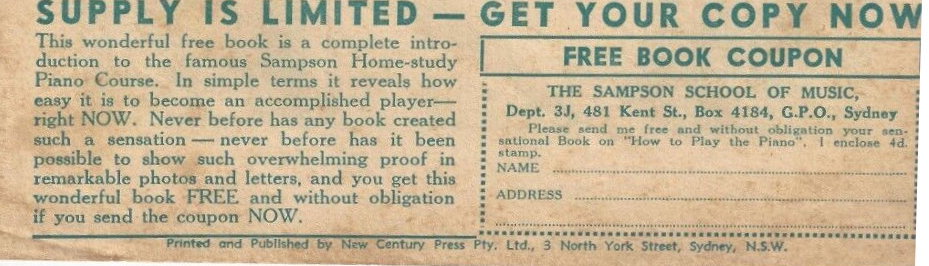 SUPPLY IS LIMITED — GET YOUR COPY NOW
This wonderful free book is a complete intro-
duction to the famous Sampson Home-study
Piano Course. In simple terms it reveals how
easy it is to become an accomplished player—
right NOW. Never before has any book created
such a sensation — never before has it been
possible to show such overwhelming proof in
remarkable photos and letters, and you get this
wonderful book FREE and without obligation
if you send the coupon NOW.
FREE BOOK COUPON
THE SAMPSON SCHOOL OF MUSIC,
Dept. 3J, 481 Kent St., Box 4184, G.P.O., Sydney
Please send me free and without obligation your sen-
sational Book on "How to Play the Piano". I enclose 4d.
stamp.
NAME
ADDRESS
Printed and Published by New Century Press Pty. Ltd., 3 North York Street, Sydney, N.S.W.